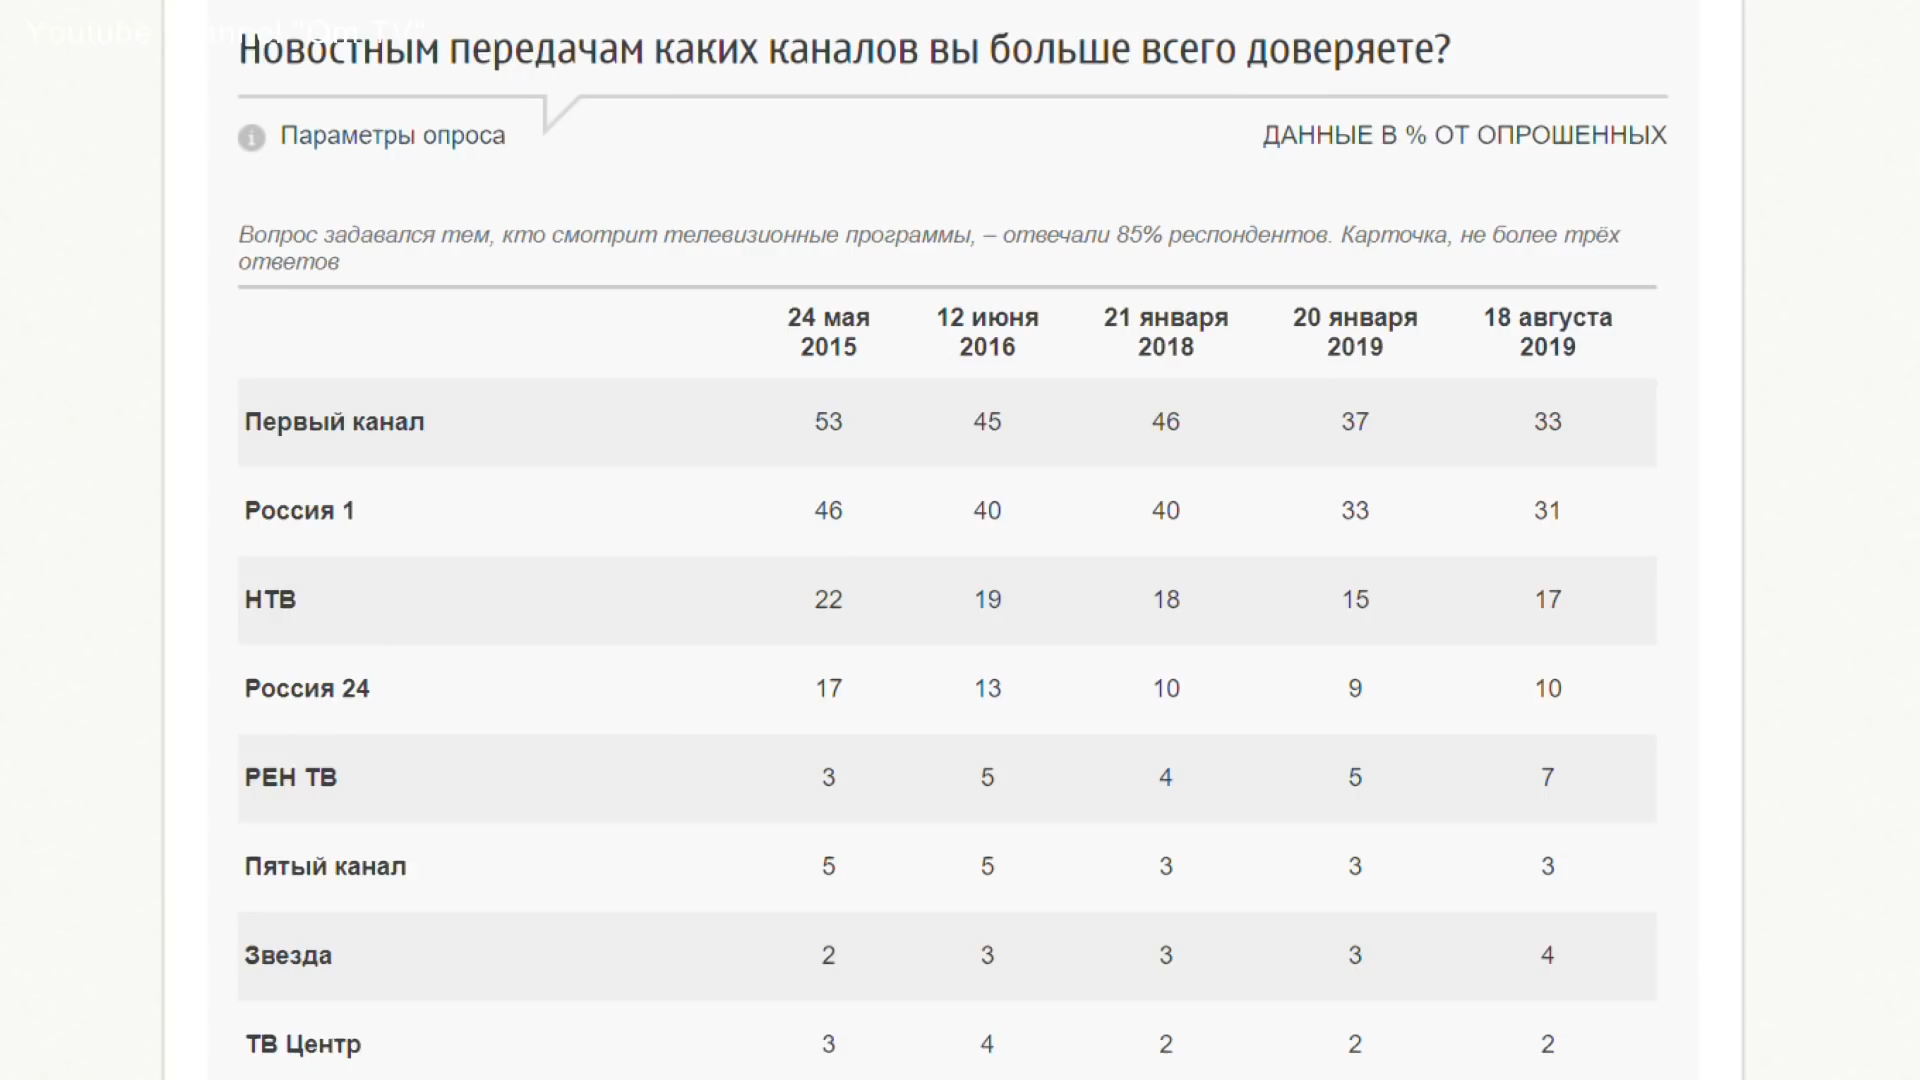 Youtube channel "Om TV"
Новостным передачам каких каналов вы больше всего доверяете?
Параметры опроса
ДАННЫЕ В % ОТ ОПРОШЕННЫХ
Вопрос задавался тем, кто смотрит телевизионные программы, – отвечали 85% респондентов. Карточка, не более трёх
ответов
24 мая 12 июня 21 января 20 января 18 августа
2015 2016 2018 2019 2019
Первый канал 53 45 46 37 33
Россия 1 46 40 40 33 31
НТВ 22 19 18 15 17
Россия 24 17 13 10 9 10
РЕН ТВ 3 5 4 5 7
Пятый канал 5 5 3 3 3
Звезда 2 3 3 3 4
ТВ Центр 3 4 2 2 2